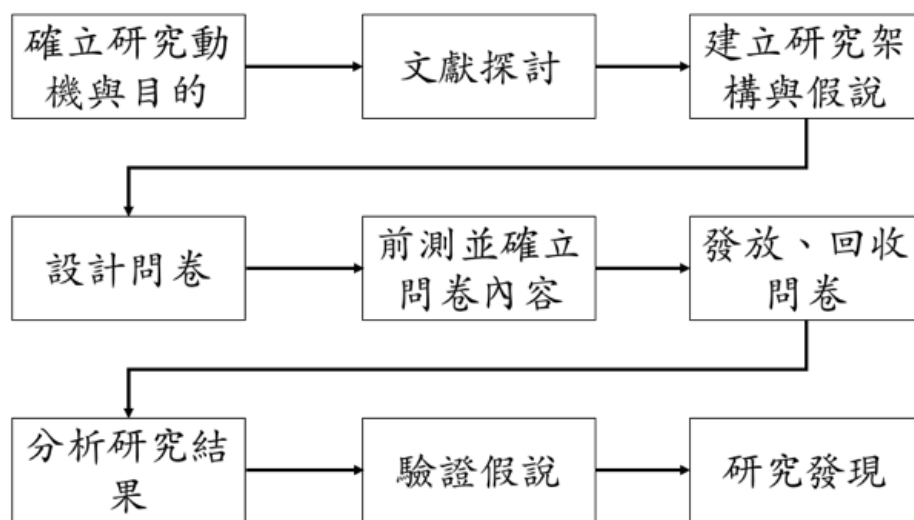 確立研究動
機與目的
文獻探討
建立研究架
構與假說
設計問卷
前測並確立
問卷內容
發放、回收
問卷
分析研究結
果
驗證假說
研究發現